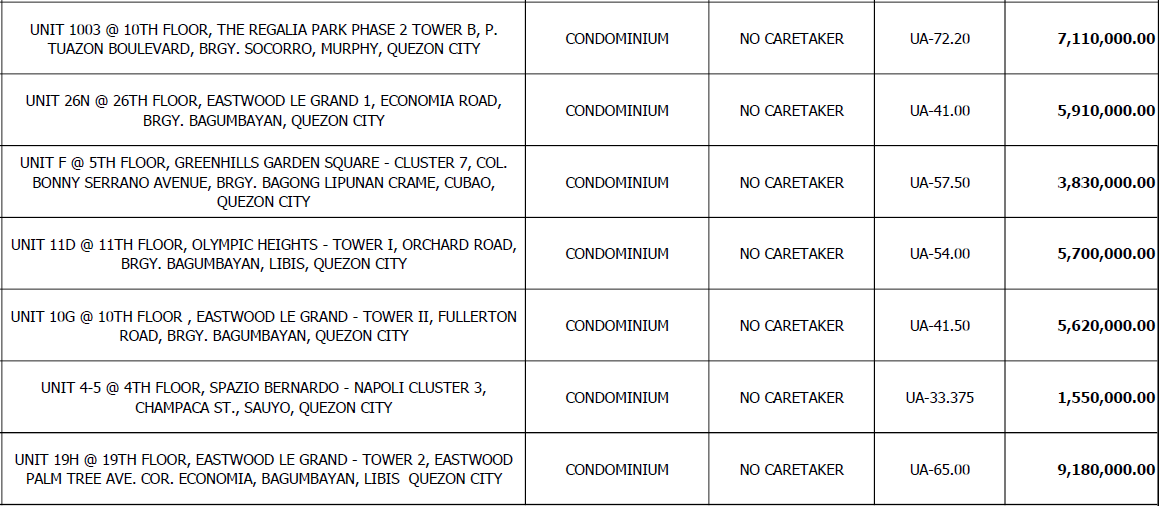 UNIT 1003 @ 10TH FLOOR, THE REGALIA PARK PHASE 2 TOWER B, P.
TUAZON BOULEVARD, BRGY. SOCORRO, MURPHY, QUEZON CITY
CONDOMINIUM
NO CARETAKER
UA-72.20
7,110,000.00
UNIT 26N @ 26TH FLOOR, EASTWOOD LE GRAND 1, ECONOMIA ROAD,
BRGY. BAGUMBAYAN, QUEZON CITY
CONDOMINIUM
NO CARETAKER
UA-41.00
5,910,000.00
UNIT F @ 5TH FLOOR, GREENHILLS GARDEN SQUARE - CLUSTER 7, COL.
BONNY SERRANO AVENUE, BRGY. BAGONG LIPUNAN CRAME, CUBAO,
QUEZON CITY
CONDOMINIUM
NO CARETAKER
UA-57.50
3,830,000.00
UNIT 11D @ 11TH FLOOR, OLYMPIC HEIGHTS - TOWER I, ORCHARD ROAD,
BRGY. BAGUMBAYAN, LIBIS, QUEZON CITY
CONDOMINIUM
NO CARETAKER
UA-54.00
5,700,000.00
UNIT 10G @ 10TH FLOOR , EASTWOOD LE GRAND - TOWER II, FULLERTON
ROAD, BRGY. BAGUMBAYAN, QUEZON CITY
CONDOMINIUM
NO CARETAKER
UA-41.50
5,620,000.00
UNIT 4-5 @ 4TH FLOOR, SPAZIO BERNARDO - NAPOLI CLUSTER 3,
CHAMPACA ST., SAUYO, QUEZON CITY
CONDOMINIUM
NO CARETAKER
UA-33.375
1,550,000.00
UNIT 19H @ 19TH FLOOR, EASTWOOD LE GRAND - TOWER 2, EASTWOOD
PALM TREE AVE. COR. ECONOMIA, BAGUMBAYAN, LIBIS  QUEZON CITY
CONDOMINIUM
NO CARETAKER
UA-65.00
9,180,000.00